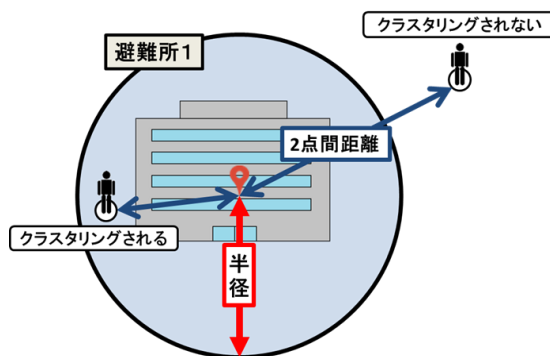 クラスタリングされない
避難所1
2点間距離
クラスタリングされる
半
径